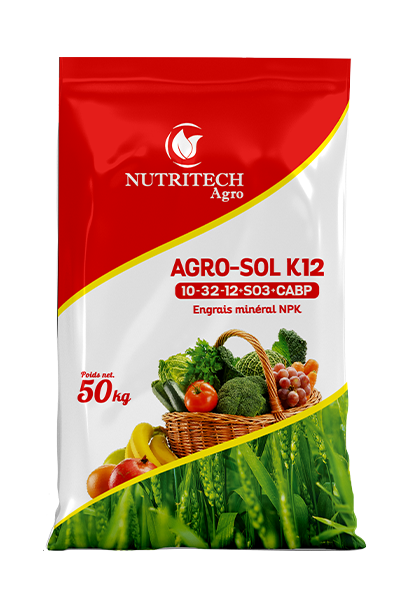 NUTRITECH
Agro
AGRO-SOL K12
10-32-12+SO3+CABP
Engrais minéral NPK
Poids net.
50kg